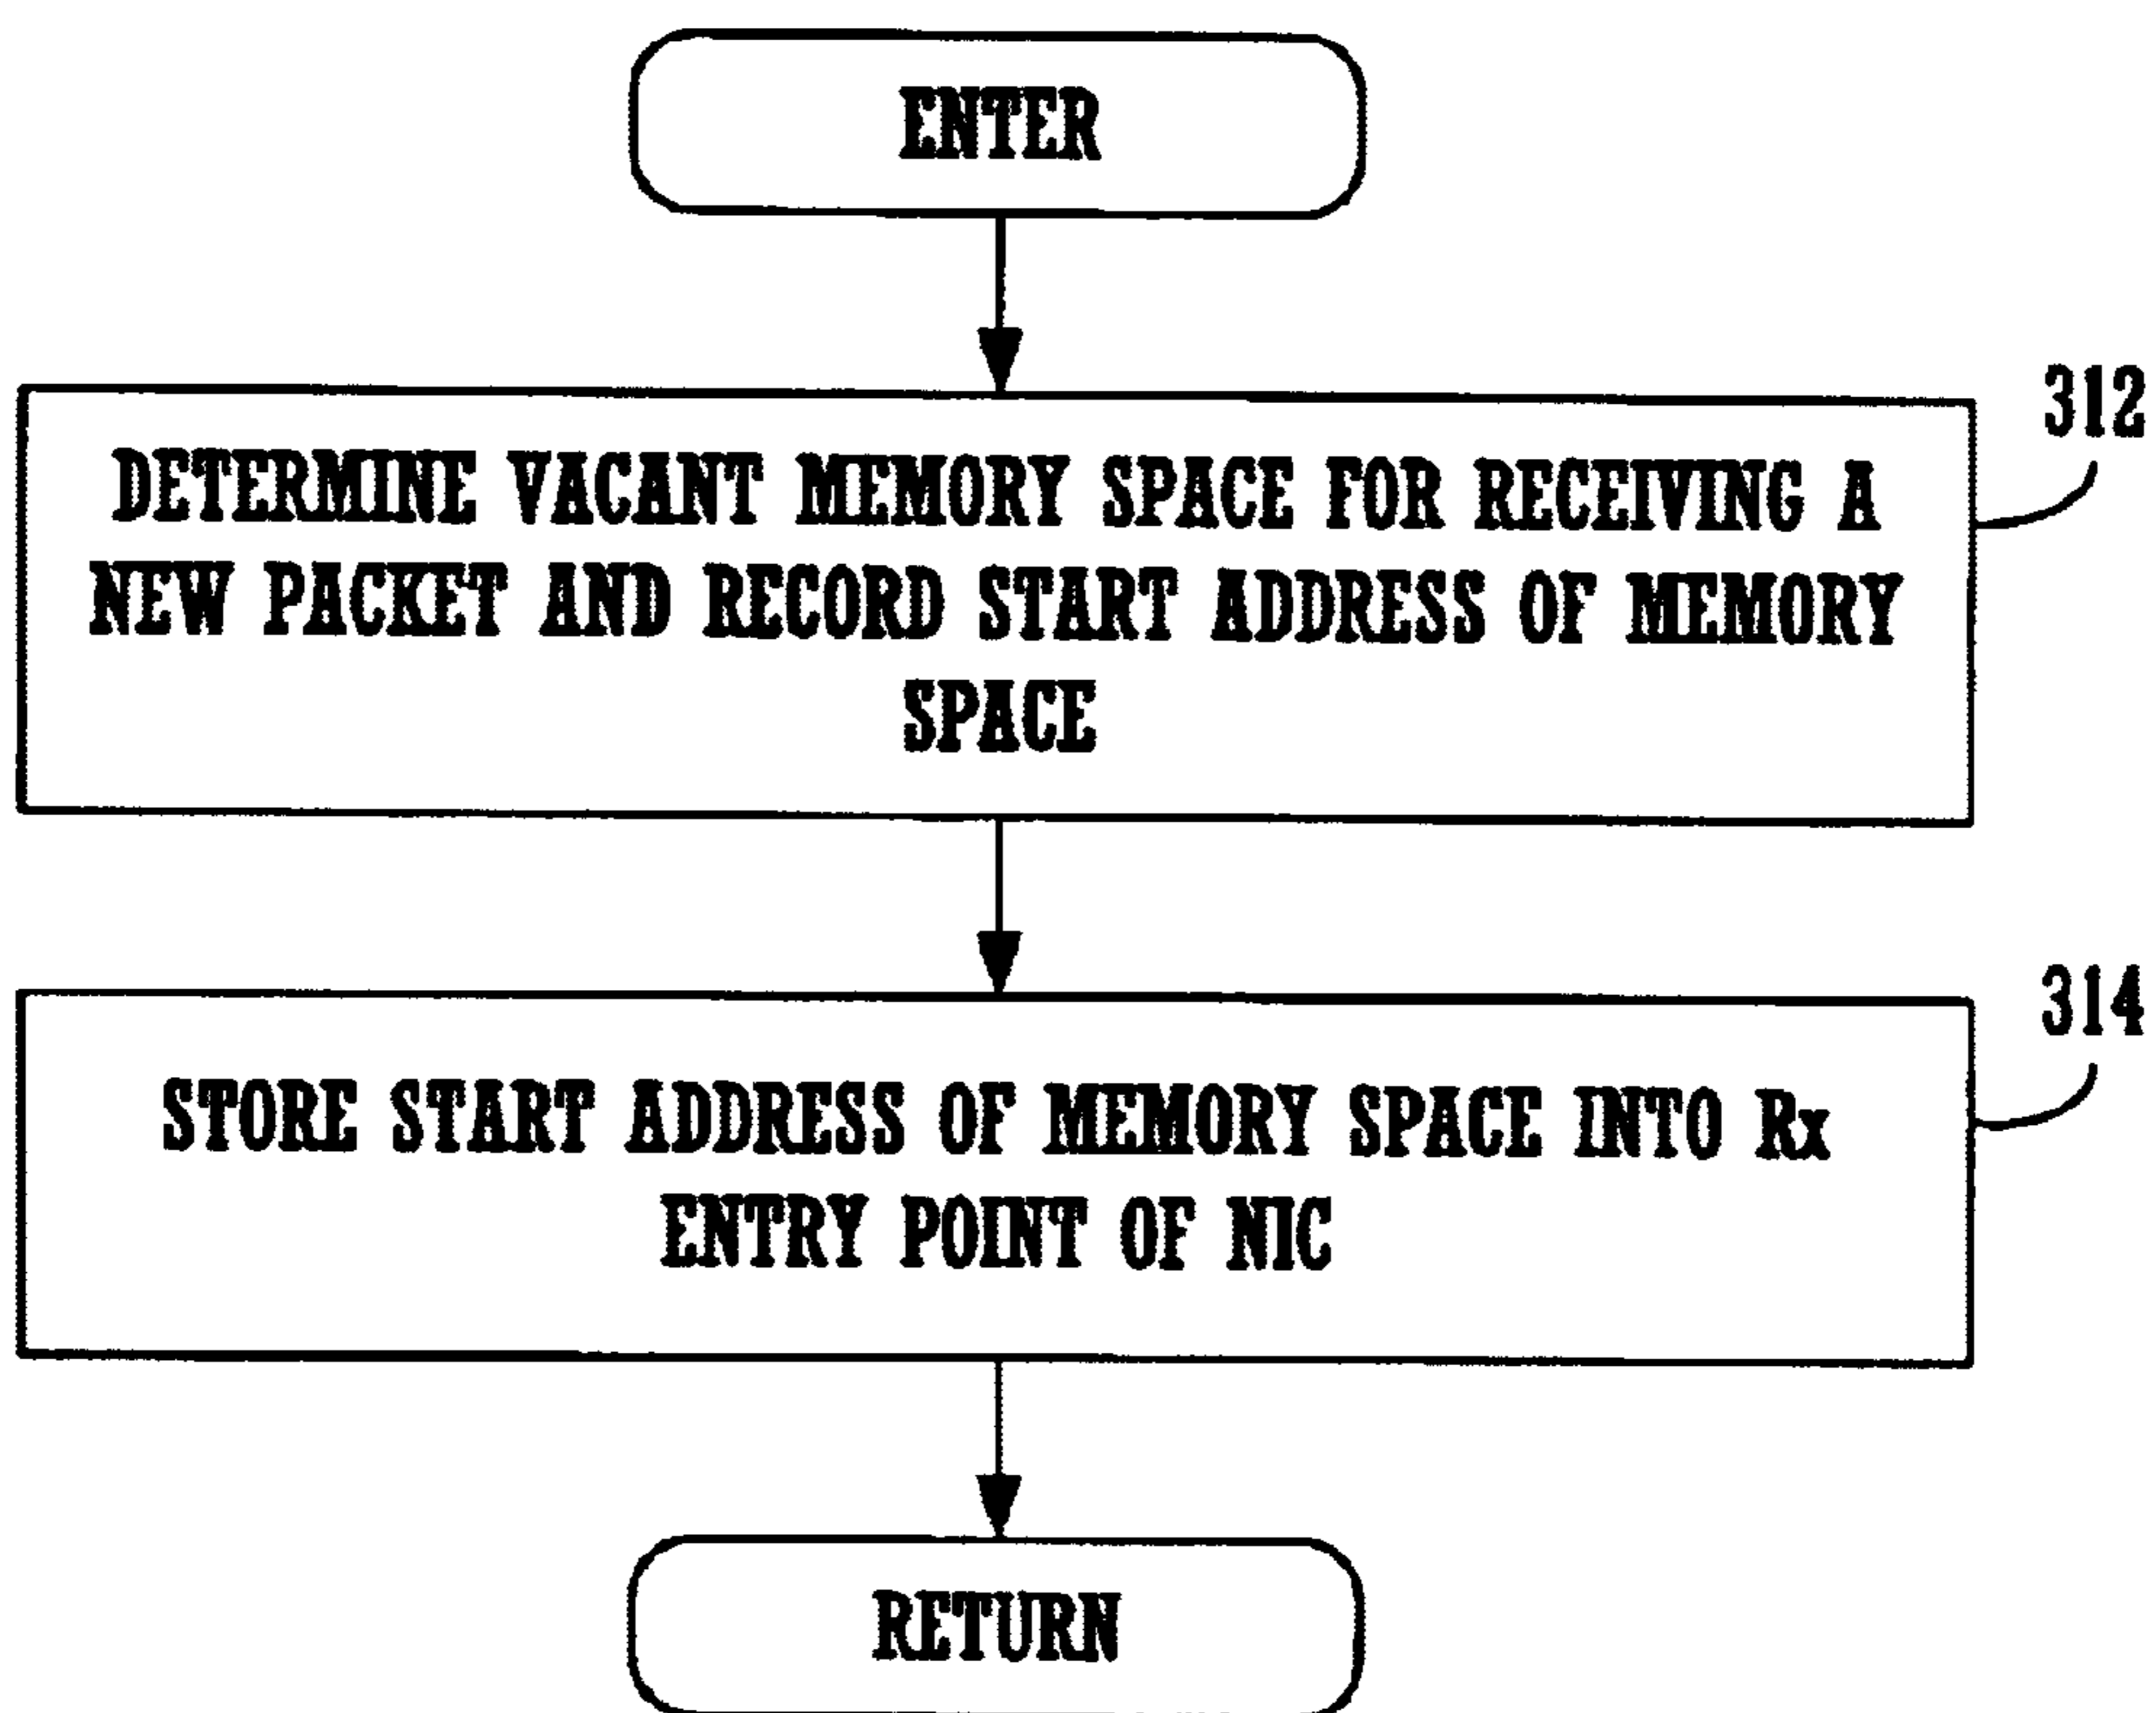 ENTER
312
DETERMINE VACANT MEMORY SPACE FOR RECEIVING A
NEW PACKET AND RECORD START ADDRESS OF MEMORY
SPACE
314
STORE START ADDRESS OF MEMORY SPACE INTO Rx
ENTRY POINT OF NIC
RETURN